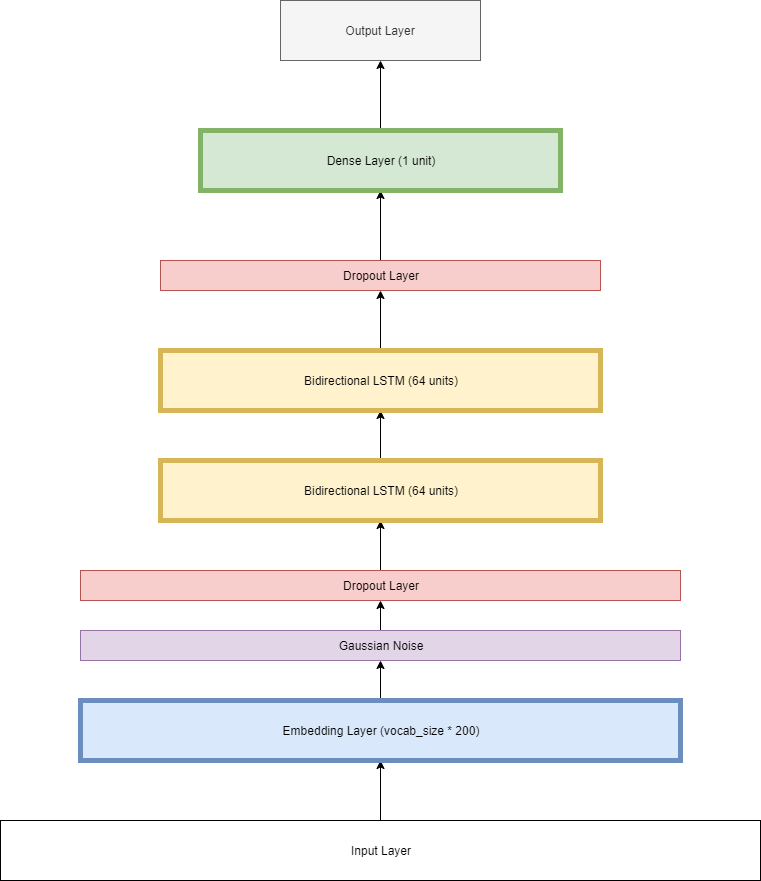 Output Layer
Dense Layer (1 unit)
Dropout Layer
Bidirectional LSTM (64 units)
Bidirectional LSTM (64 units)
Dropout Layer
Gaussian Noise
Embedding Layer (vocab_size * 200)
Input Layer